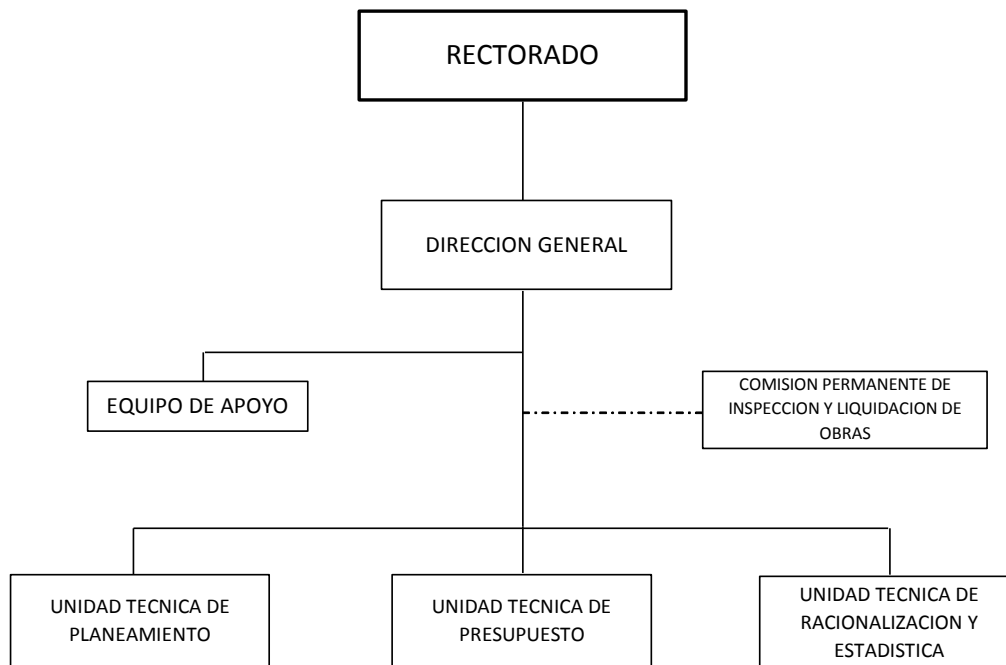 RECTORADO
DIRECCION GENERAL
EQUIPO DE APOYO
COMISION PERMANENTE DE
INSPECCION Y LIQUIDACION DE
OBRAS
UNIDAD TECNICA DE
PLANEAMIENTO
UNIDAD TECNICA DE
PRESUPUESTO
UNIDAD TECNICA DE
RACIONALIZACION Y
ESTADISTICA